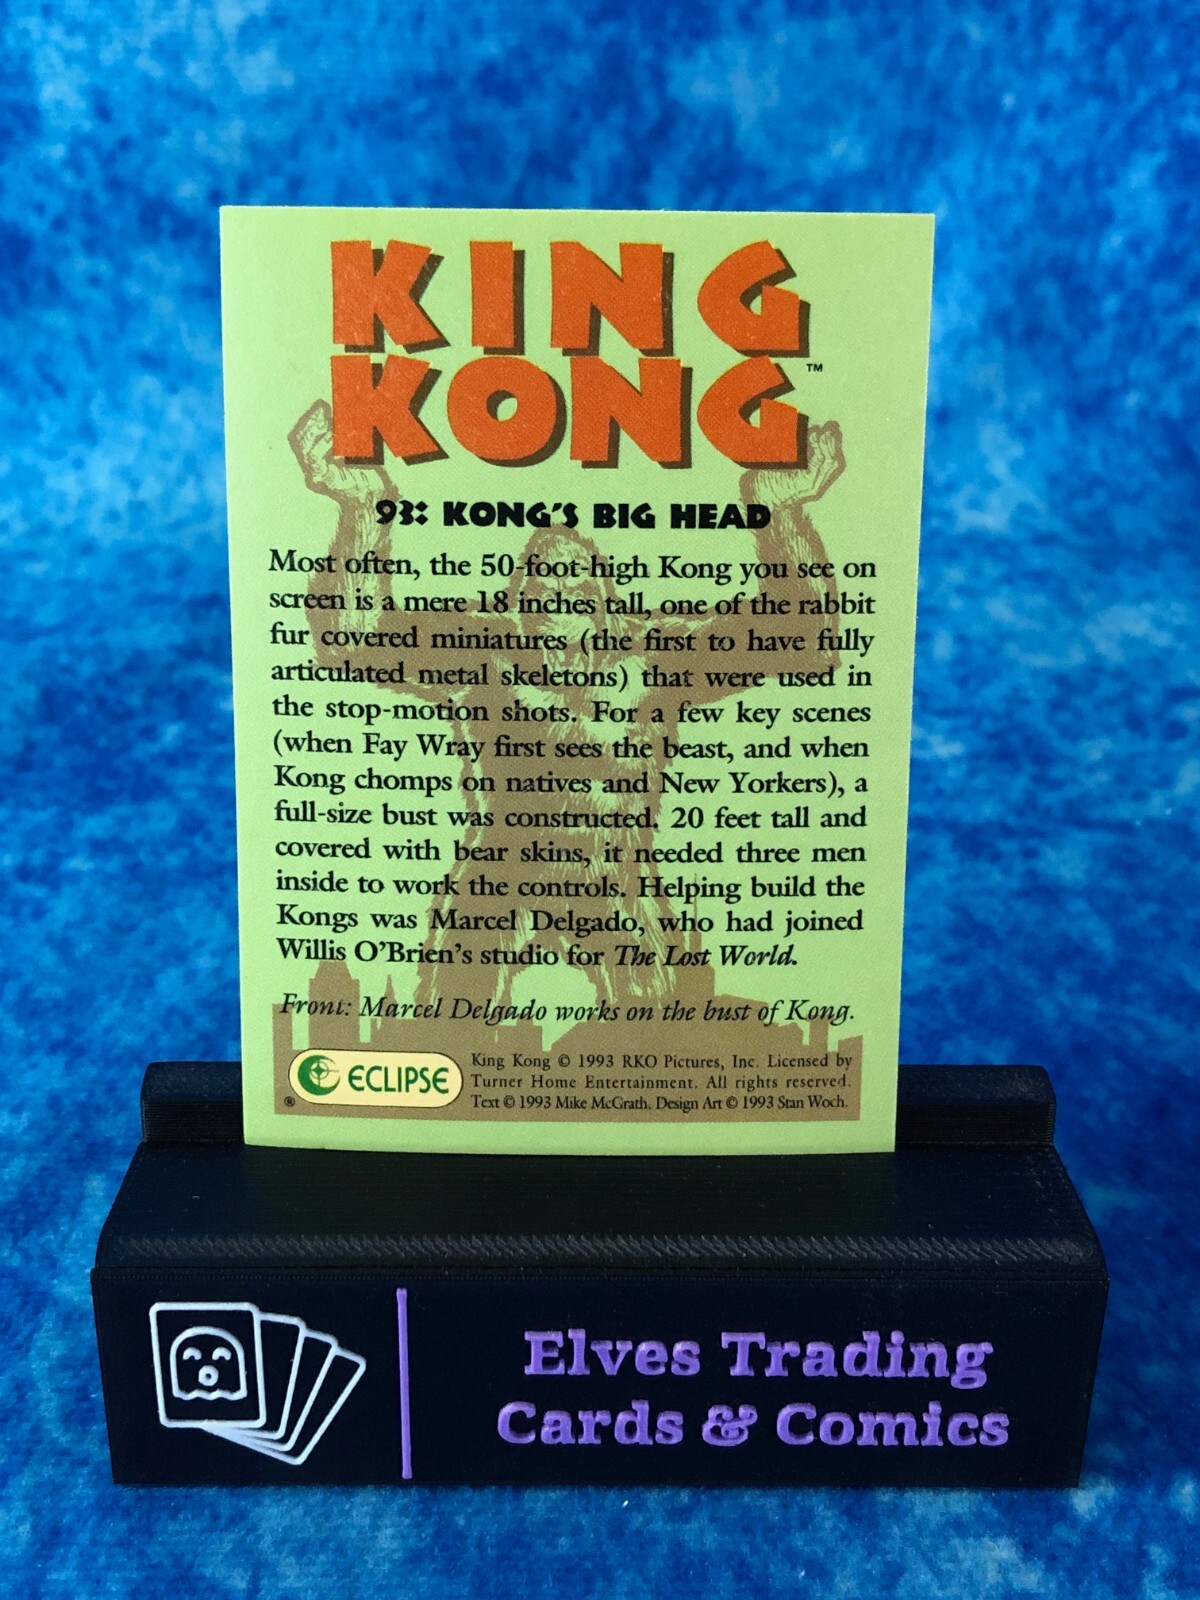 KING
KONG™
93: KONG'S BIG HEAD
Most often, the 50-foot-high Kong you see on
screen is a mere 18 inches tall, one of the rabbit
fur covered miniatures (the first to have fully
articulated metal skeletons) that were used in
the stop-motion shots. For a few key scenes
(when Fay Wray first sees the beast, and when
Kong chomps on natives and New Yorkers), a
full-size bust was constructed. 20 feet tall and
covered with bear skins, it needed three men
inside to work the controls. Helping build the
Kongs was Marcel Delgado, who had joined
Willis O'Brien's studio for The Lost World.
Front: Marcel Delgado works on the bust of Kong.
® ECLIPSE
King Kong © 1993 RKO Pictures, Inc. Licensed by
Turner Home Entertainment. All rights reserved.
Text © 1993 Mike McGrath. Design Art © 1993 Stan Woch.
Elves Trading
Cards & Comics